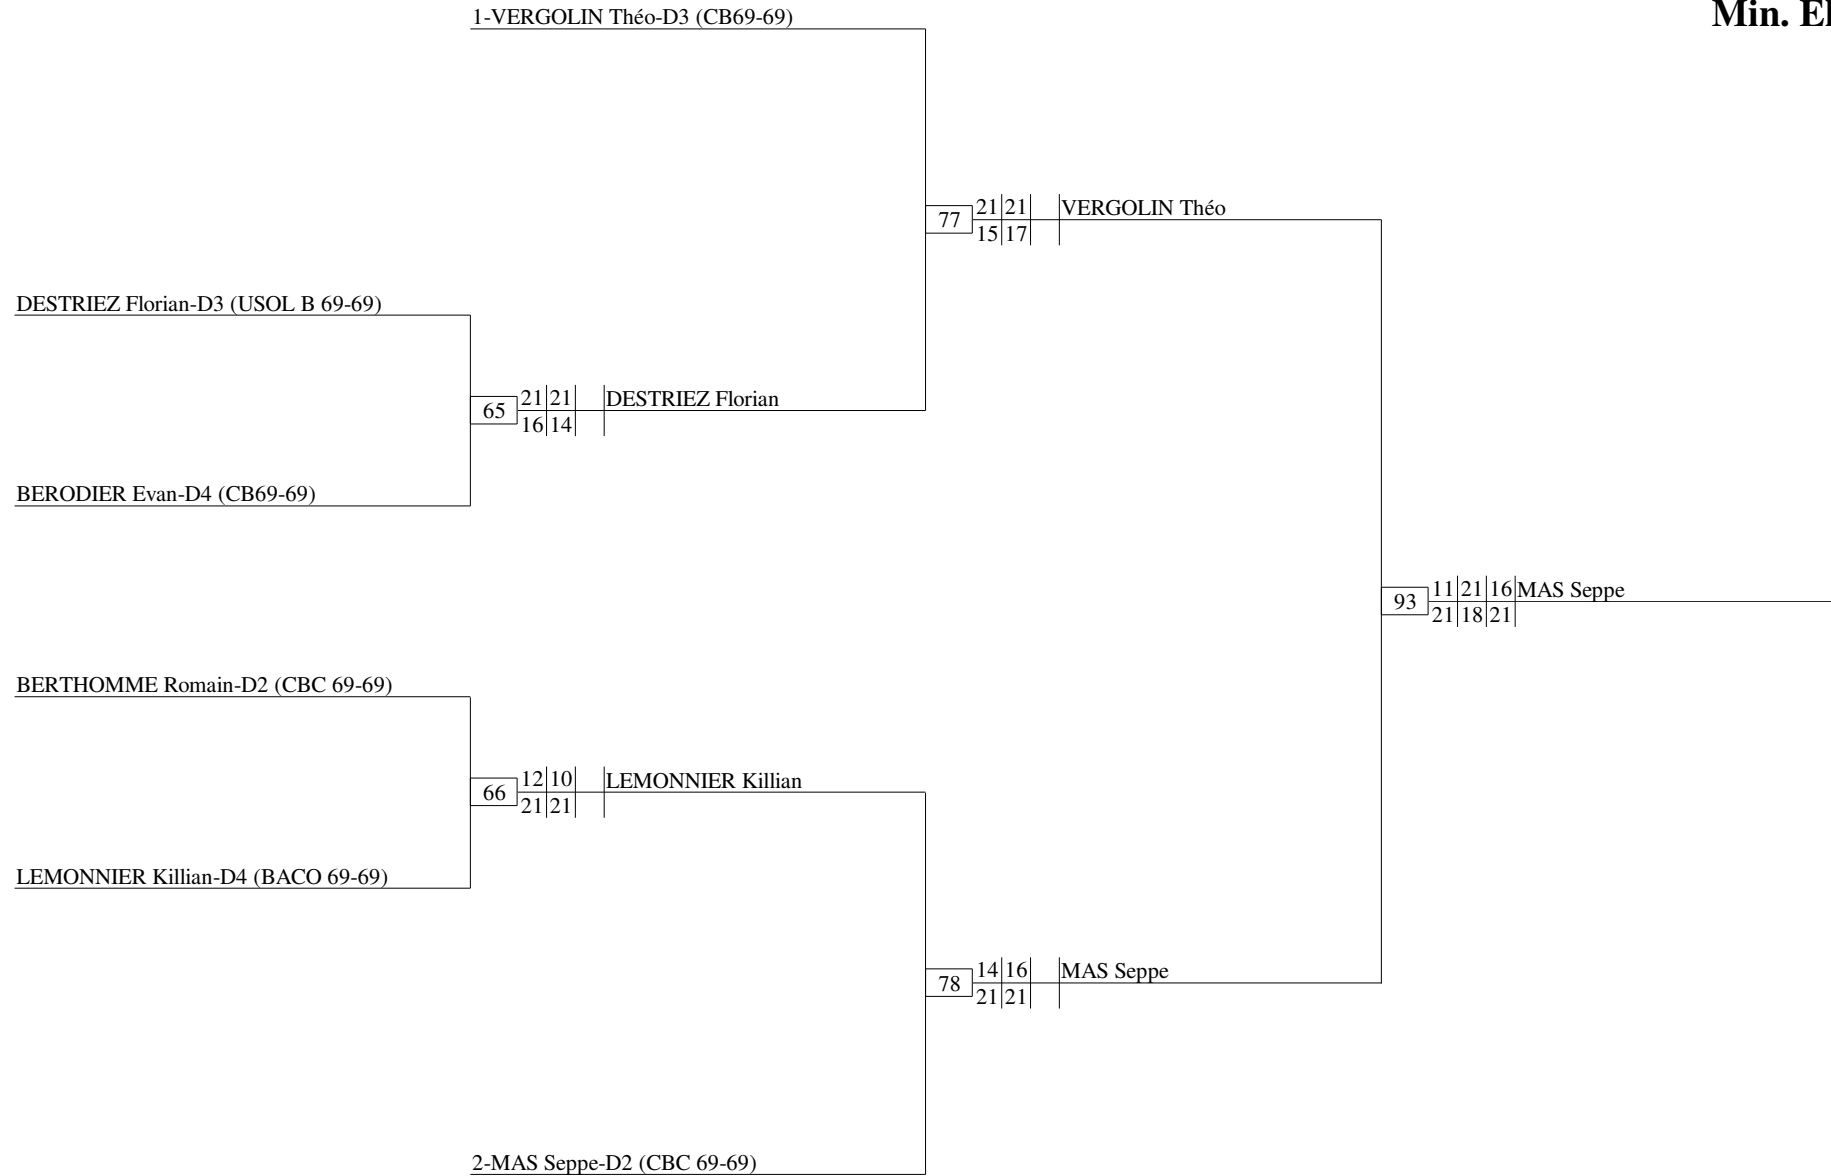 1-VERGOLIN Théo-D3 (CB69-69)
Min. El
21 21 VERGOLIN Théo
77
15 17
DESTRIEZ Florian-D3 (USOL B 69-69)
21 21 DESTRIEZ Florian
65
16 14
BERODIER Evan-D4 (CB69-69)
11 21 16 MAS Seppe
93
21 18 21
BERTHOMME Romain-D2 (CBC 69-69)
12 10 LEMONNIER Killian
66
21 21
LEMONNIER Killian-D4 (BACO 69-69)
14 16 MAS Seppe
78
21 21
2-MAS Seppe-D2 (CBC 69-69)